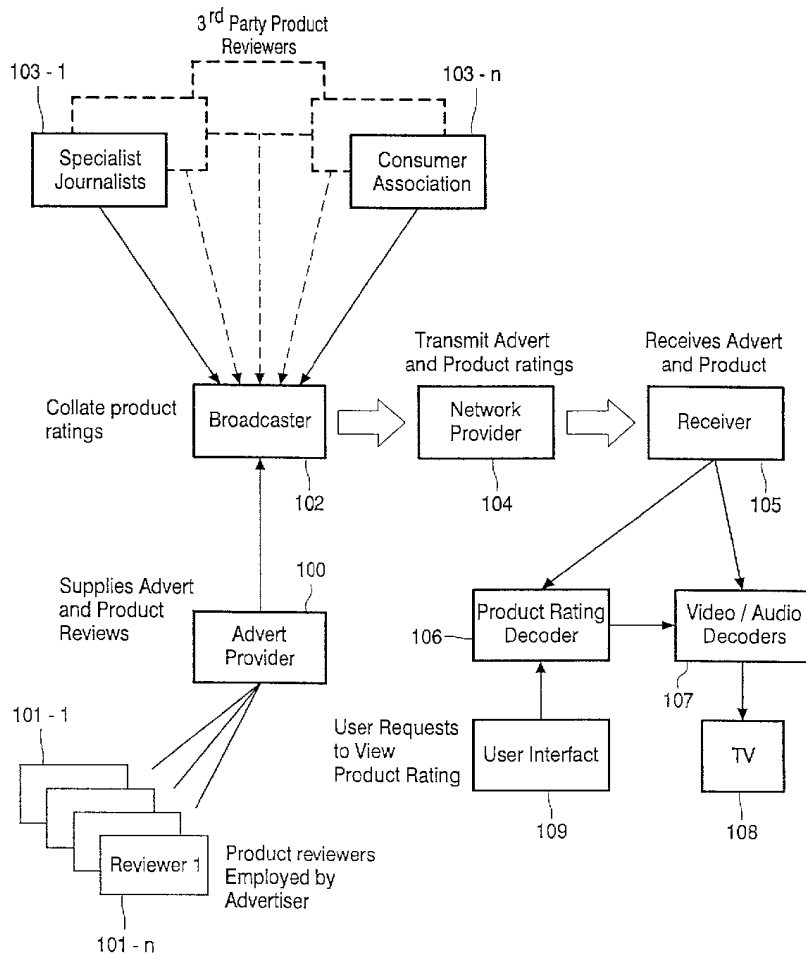 3rd Party Product
Reviewers
103 - 1
103 - n
Specialist
Journalists
Consumer
Association
Transmit Advert
and Product ratings
Receives Advert
and Product
Collate product
ratings
Broadcaster
Network
Provider
Receiver
102
104
105
Supplies Advert
and Product
Reviews
100
Advert
Provider
106
Product Rating
Decoder
Video / Audio
Decoders
107
101 - 1
User Requests
to View
Product Rating
User Interfact
TV
109
108
Reviewer 1
Product reviewers
Employed by
Advertiser
101 - n